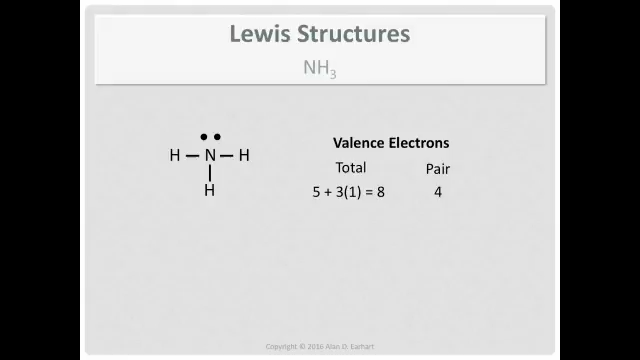 Lewis Structures
NH₃
H — N — H
H
Valence Electrons
Total Pair
5 + 3(1) = 8 4
Copyright © 2016 Alan D. Earhart